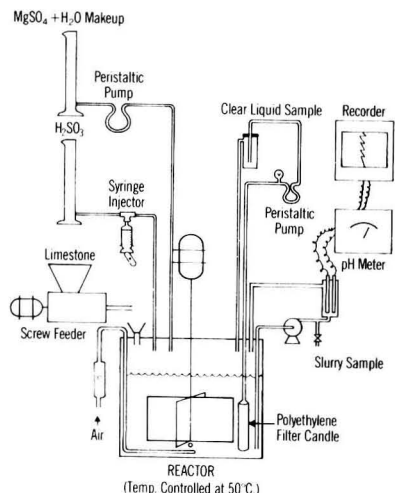 MgSO₄ + H₂O Makeup
Peristaltic
Pump
H₂SO₃
Clear Liquid Sample
Recorder
Syringe
Injector
Peristaltic
Pump
pH Meter
Limestone
Screw Feeder
Slurry Sample
Air
Polyethylene
Filter Candle
REACTOR
(Temp. Controlled at 50°C.)